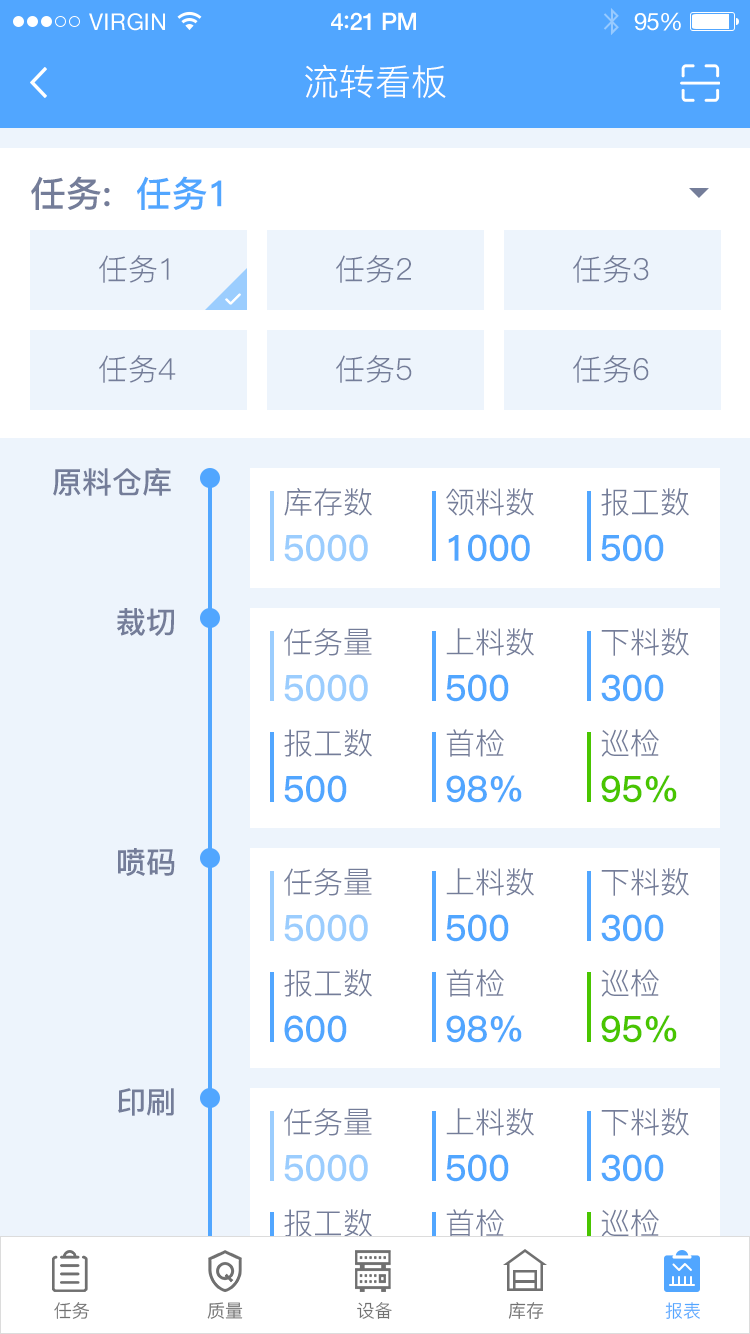 VIRGIN 4:21 PM 95%
流转看板
任务: 任务1
任务1 任务2 任务3
任务4 任务5 任务6
原料仓库 库存数 领料数 报工数
5000 1000 500
裁切 任务量 上料数 下料数
5000 500 300
报工数 首检 巡检
500 98% 95%
喷码 任务量 上料数 下料数
5000 500 300
报工数 首检 巡检
600 98% 95%
印刷 任务量 上料数 下料数
5000 500 300
报工数 首检 巡检
任务 质量 设备 库存 报表